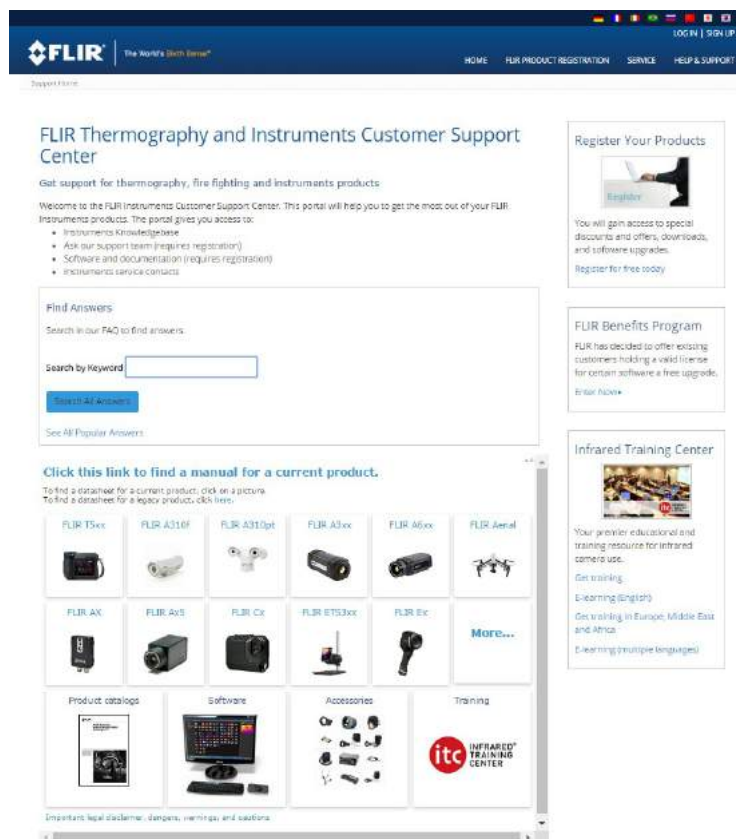 LOG IN | SIGN UP
FLIR®
The World's Sixth Sense®
HOME FLIR PRODUCT REGISTRATION SERVICE HELP & SUPPORT
Support Home
FLIR Thermography and Instruments Customer Support
Center
Get support for thermography, fire fighting and instruments products
Welcome to the FLIR Instruments Customer Support Center. This portal will help you to get the most out of your FLIR
Instruments products. The portal gives you access to:
Instruments Knowledgebase
Ask our support team (requires registration)
Software and documentation (requires registration)
Instruments service contacts
Find Answers
Search in our FAQ to find answers.
Search by Keyword
Search All Answers
See All Popular Answers
Click this link to find a manual for a current product.
To find a datasheet for a current product, click on a picture.
To find a datasheet for a legacy product, click here.
FLIR T5xx FLIR A310f FLIR A310pt FLIR A3xx FLIR A6xx FLIR Aerial
FLIR AX FLIR Ax5 FLIR Cx FLIR ETS3xx FLIR Ex More...
Product catalogs Software Accessories Training
itc INFRARED
TRAINING
CENTER
Important legal disclaimer, dangers, warnings, and cautions
Register Your Products
Register
You will gain access to special
discounts and offers, downloads,
and software upgrades.
Register for free today
FLIR Benefits Program
FLIR has decided to offer existing
customers holding a valid license
for certain software a free upgrade.
Enter Now
Infrared Training Center
itc
Your premier educational and
training resource for infrared
camera use.
Get training
E-learning (English)
Get training in Europe, Middle East
and Africa
E-learning (multiple languages)